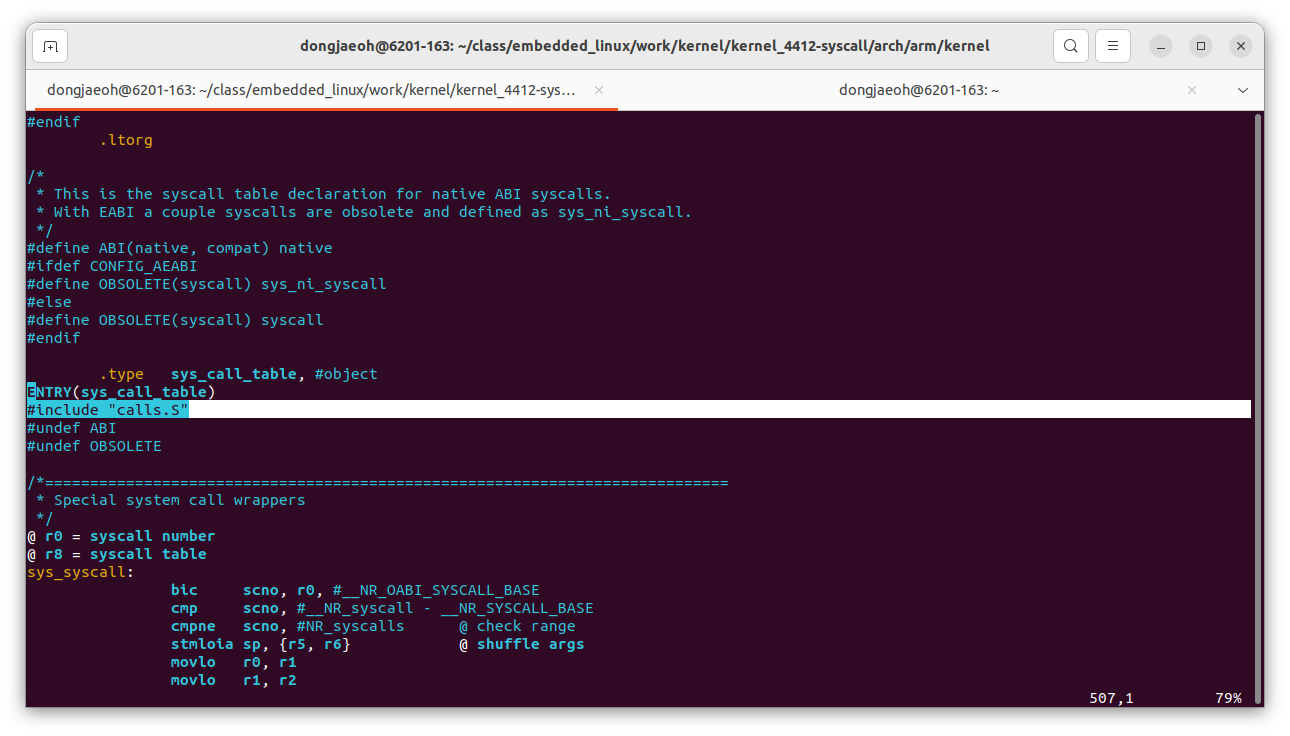 dongjaeoh@6201-163: ~/class/embedded_linux/work/kernel/kernel_4412-syscall/arch/arm/kernel
dongjaeoh@6201-163: ~/class/embedded_linux/work/kernel/kernel_4412-sys... dongjaeoh@6201-163: ~
#endif
        .ltorg

/*
 * This is the syscall table declaration for native ABI syscalls.
 * With EABI a couple syscalls are obsolete and defined as sys_ni_syscall.
 */
#define ABI(native, compat) native
#ifdef CONFIG_AEABI
#define OBSOLETE(syscall) sys_ni_syscall
#else
#define OBSOLETE(syscall) syscall
#endif

        .type   sys_call_table, #object
ENTRY(sys_call_table)
#include "calls.S"
#undef ABI
#undef OBSOLETE

/*============================================================================
 * Special system call wrappers
 */
@ r0 = syscall number
@ r8 = syscall table
sys_syscall:
                bic     scno, r0, #__NR_OABI_SYSCALL_BASE
                cmp     scno, #__NR_syscall - __NR_SYSCALL_BASE
                cmpne   scno, #NR_syscalls      @ check range
                stmloia sp, {r5, r6}            @ shuffle args
                movlo   r0, r1
                movlo   r1, r2
507,1 79%